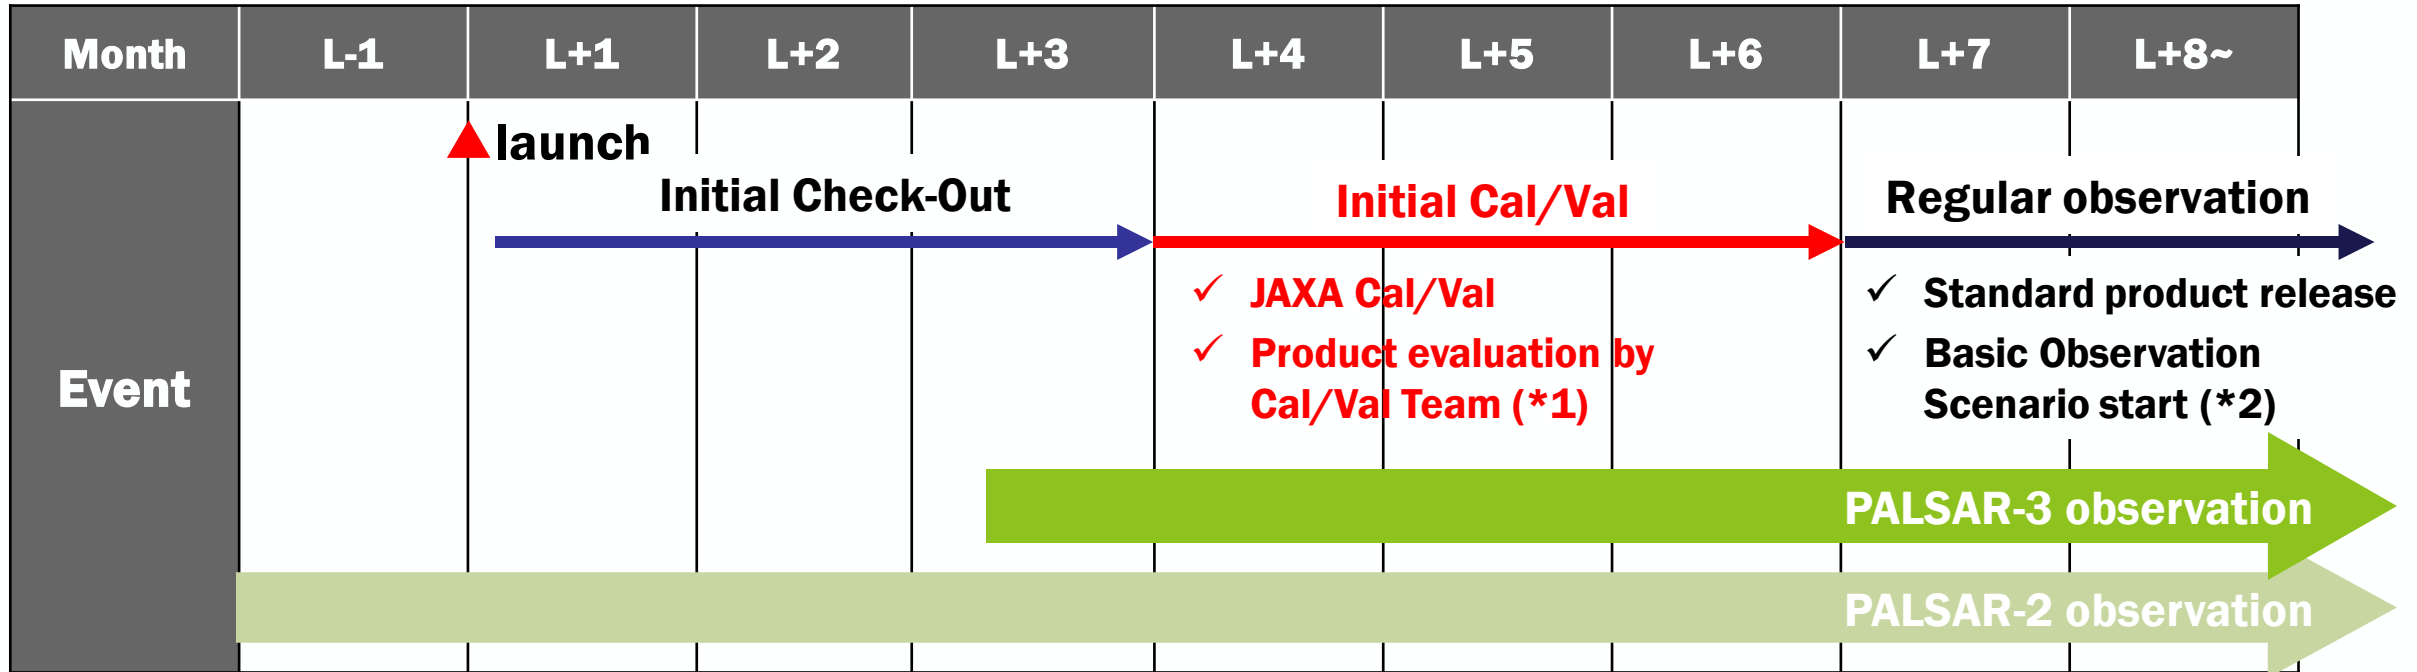 Month L-1 L+1 L+2 L+3 L+4 L+5 L+6 L+7 L+8~
Event
launch
Initial Check-Out
Initial Cal/Val
✓ JAXA Cal/Val
✓ Product evaluation by
Cal/Val Team (*1)
Regular observation
✓ Standard product release
✓ Basic Observation
Scenario start (*2)
PALSAR-3 observation
PALSAR-2 observation